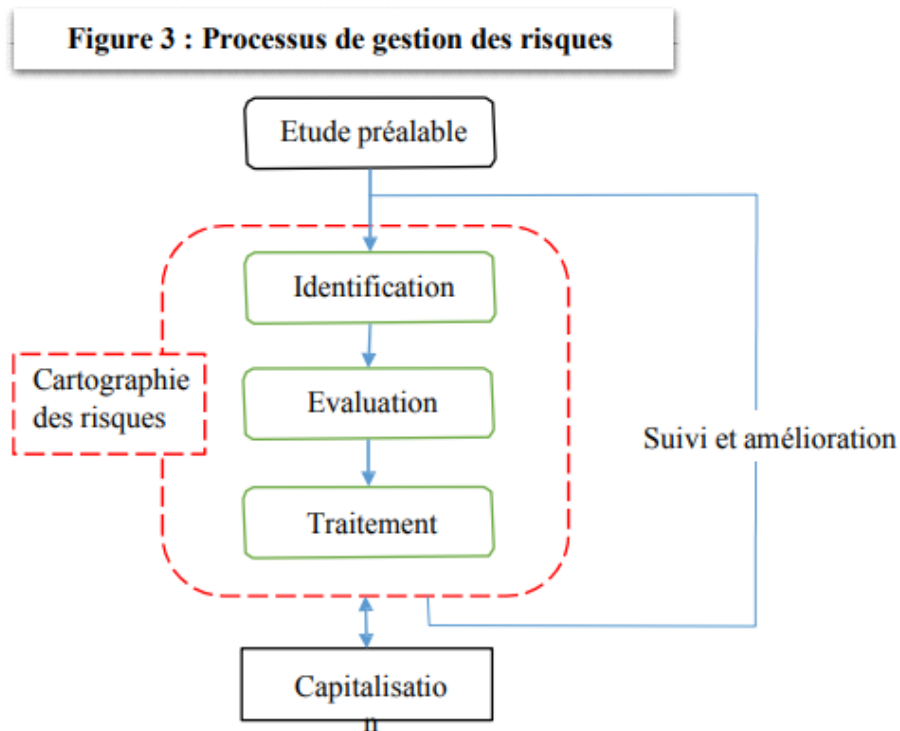 Figure 3 : Processus de gestion des risques
Etude préalable
Identification
Cartographie
des risques
Evaluation
Suivi et amélioration
Traitement
Capitalisatio
n